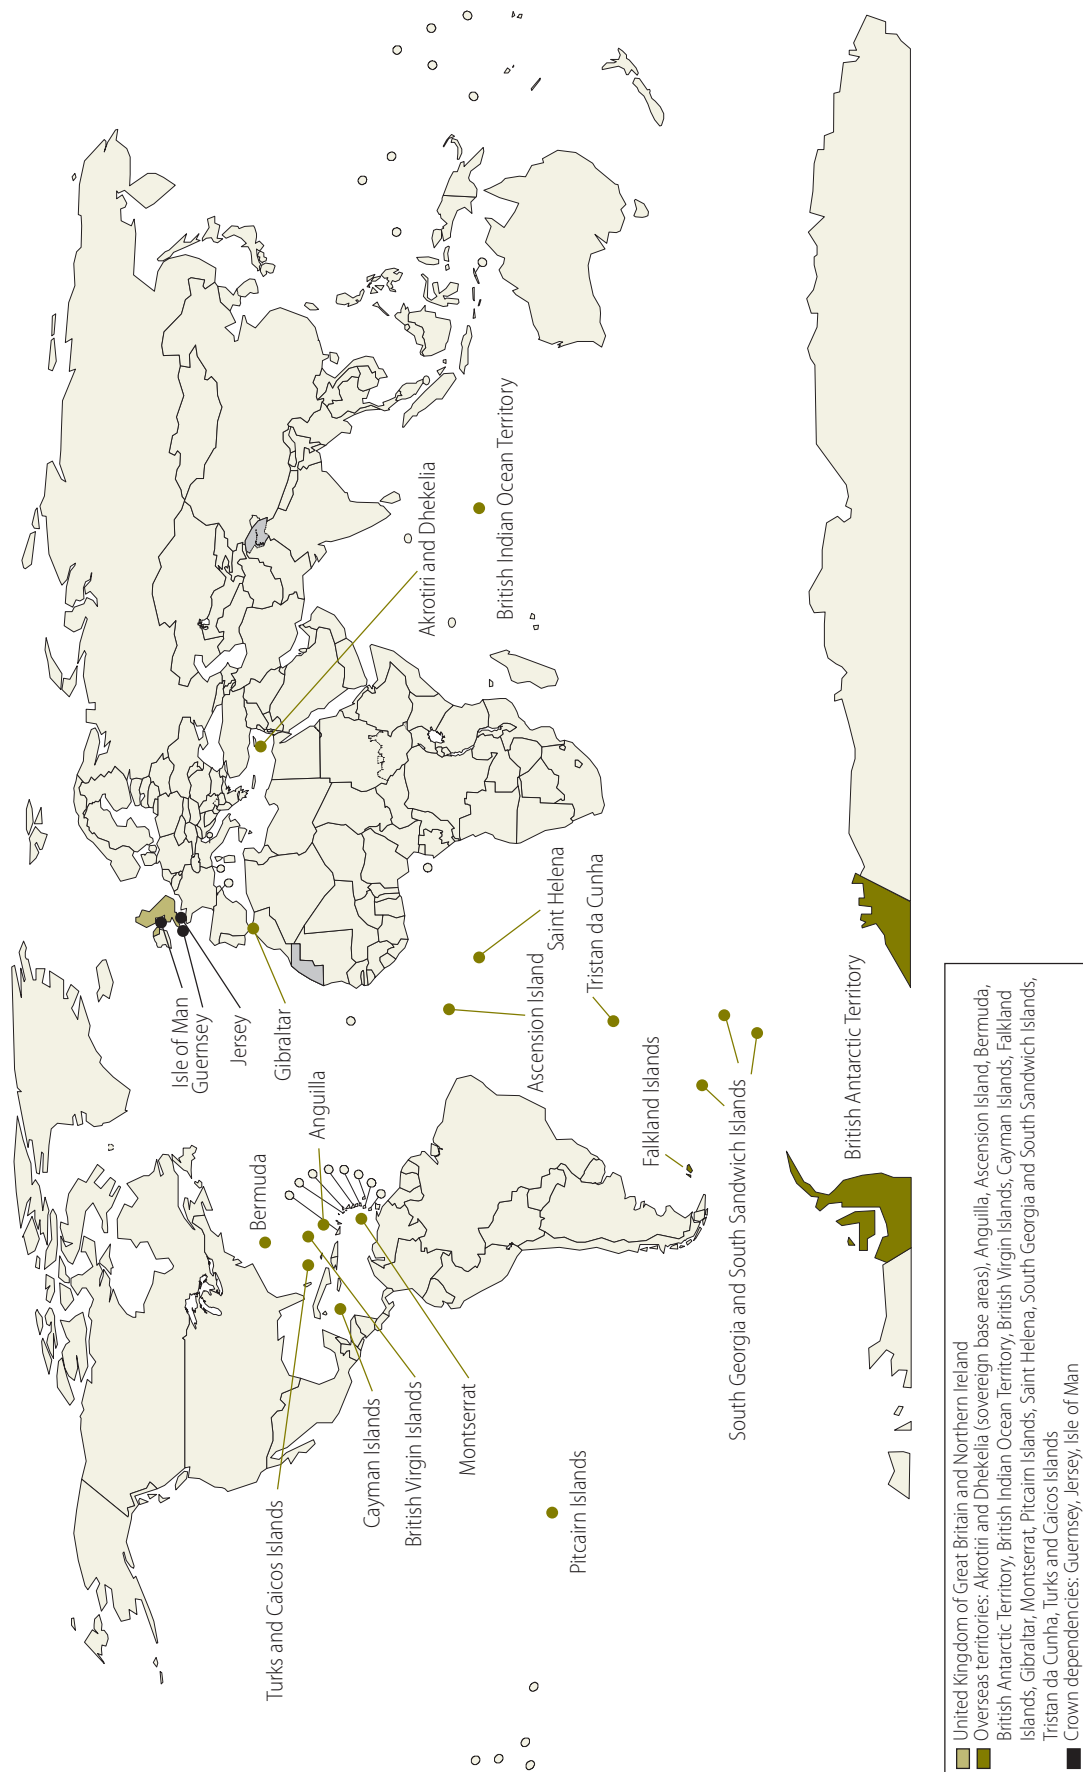 Isle of Man
Guernsey
Jersey
Gibraltar
Akrotiri and Dhekelia
British Indian Ocean Territory
Bermuda
Anguilla
Turks and Caicos Islands
Cayman Islands
British Virgin Islands
Montserrat
Pitcairn Islands
Ascension Island
Saint Helena
Tristan da Cunha
Falkland Islands
South Georgia and South Sandwich Islands
British Antarctic Territory
United Kingdom of Great Britain and Northern Ireland
Overseas territories: Akrotiri and Dhekelia (sovereign base areas), Anguilla, Ascension Island, Bermuda,
British Antarctic Territory, British Indian Ocean Territory, British Virgin Islands, Cayman Islands, Falkland
Islands, Gibraltar, Montserrat, Pitcairn Islands, Saint Helena, South Georgia and South Sandwich Islands,
Tristan da Cunha, Turks and Caicos Islands
Crown dependencies: Guernsey, Jersey, Isle of Man